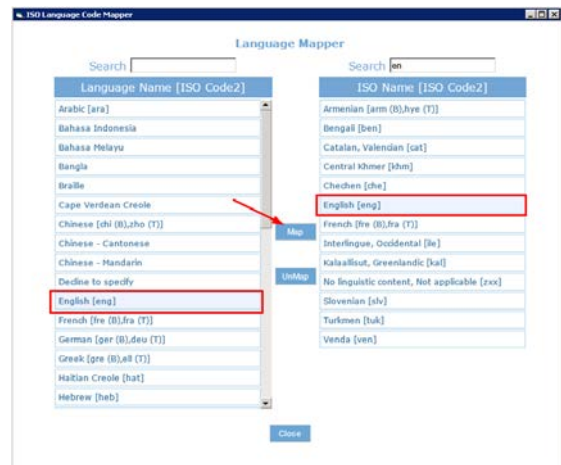 ISO Language Code Mapper
Language Mapper
Search
Language Name [ISO Code2]
Arabic [ara]
Bahasa Indonesia
Bahasa Melayu
Bangla
Braille
Cape Verdean Creole
Chinese [chi (B),zho (T)]
Chinese - Cantonese
Chinese - Mandarin
Decline to specify
English [eng]
French [fre (B),fra (T)]
German [ger (B),deu (T)]
Greek [gre (B),ell (T)]
Haitian Creole [hat]
Hebrew [heb]
Map
UnMap
Search en
ISO Name [ISO Code2]
Armenian [arm (B),hye (T)]
Bengali [ben]
Catalan, Valencian [cat]
Central Khmer [khm]
Chechen [che]
English [eng]
French [fre (B),fra (T)]
Interlingue, Occidental [ile]
Kalaallisut, Greenlandic [kal]
No linguistic content, Not applicable [zxx]
Slovenian [slv]
Turkmen [tuk]
Venda [ven]
Close